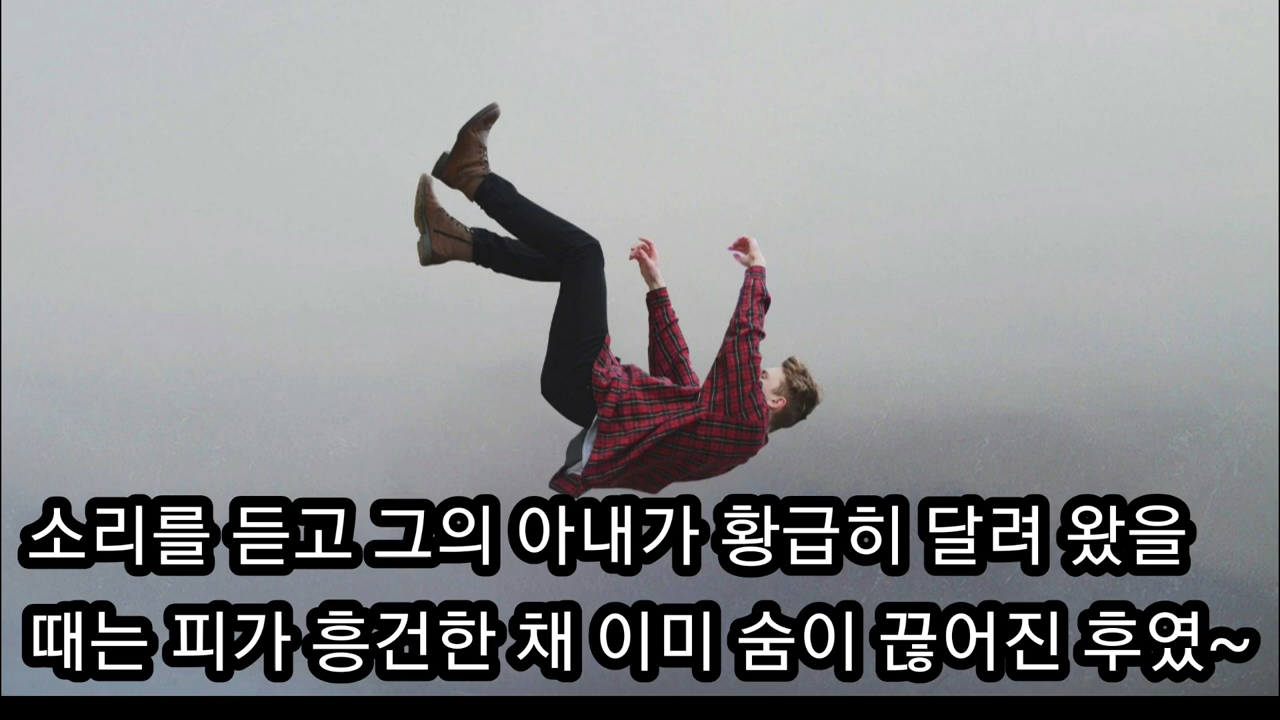 소리를 듣고 그의 아내가 황급히 달려 왔을
때는 피가 흥건한 채 이미 숨이 끊어진 후였~